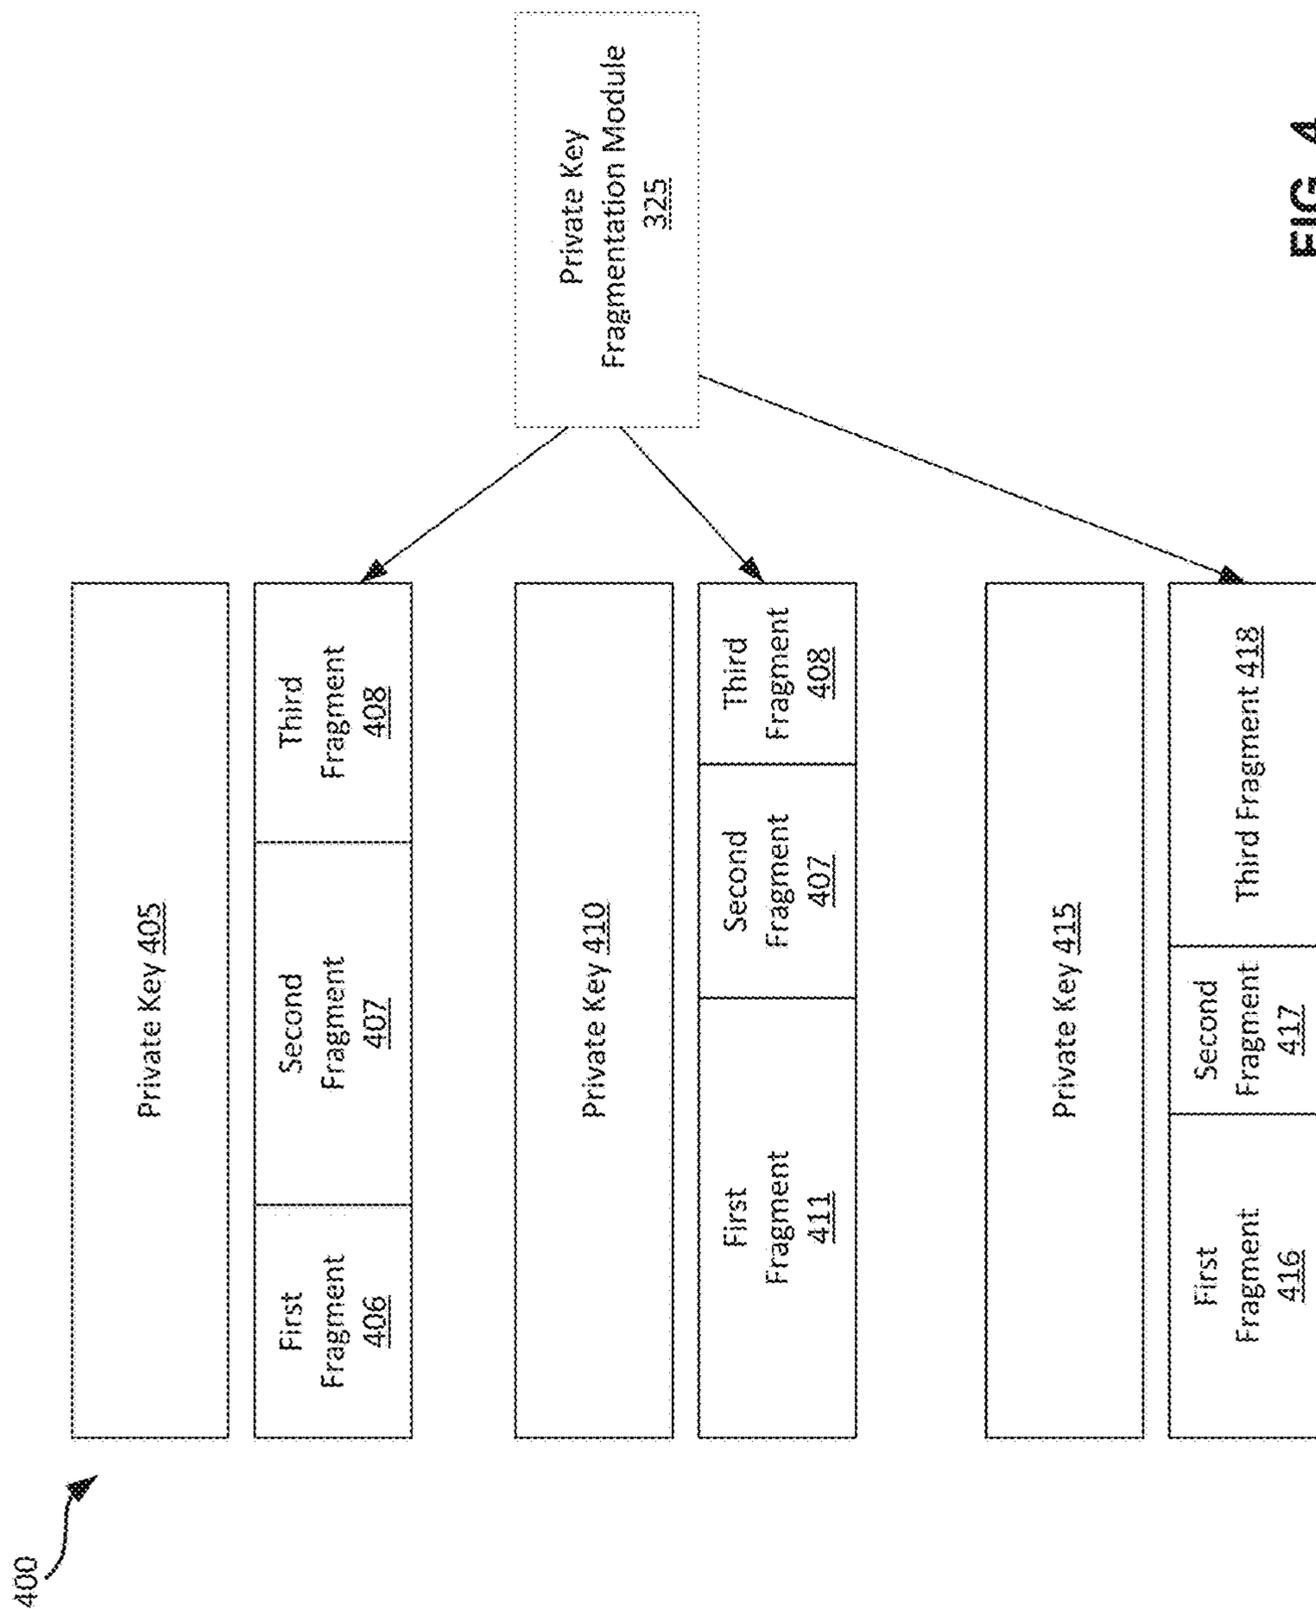 400
Private Key 405
First
Fragment
406
Second
Fragment
407
Third
Fragment
408
Private Key 410
First
Fragment
411
Second
Fragment
407
Third
Fragment
408
Private Key 415
First
Fragment
416
Second
Fragment
417
Third Fragment 418
Private Key
Fragmentation Module
325
FIG. 4